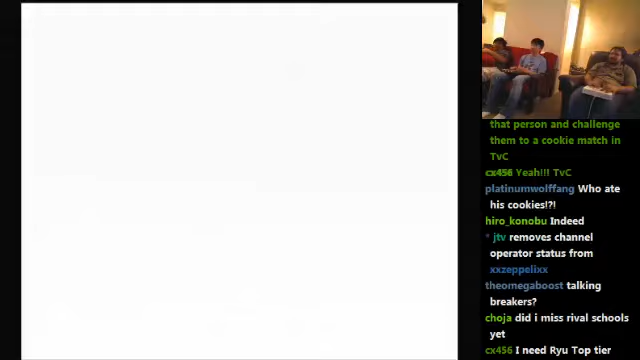 that person and challenge
them to a cookie match in
TvC
cx456 Yeah!!! TvC
platinumwolffang Who ate
his cookies!?!
hiro_konobu Indeed
* jtv removes channel
operator status from
xxzeppelixx
theomegaboost talking
breakers?
choja did i miss rival schools
yet
cx456 I need Ryu Top tier